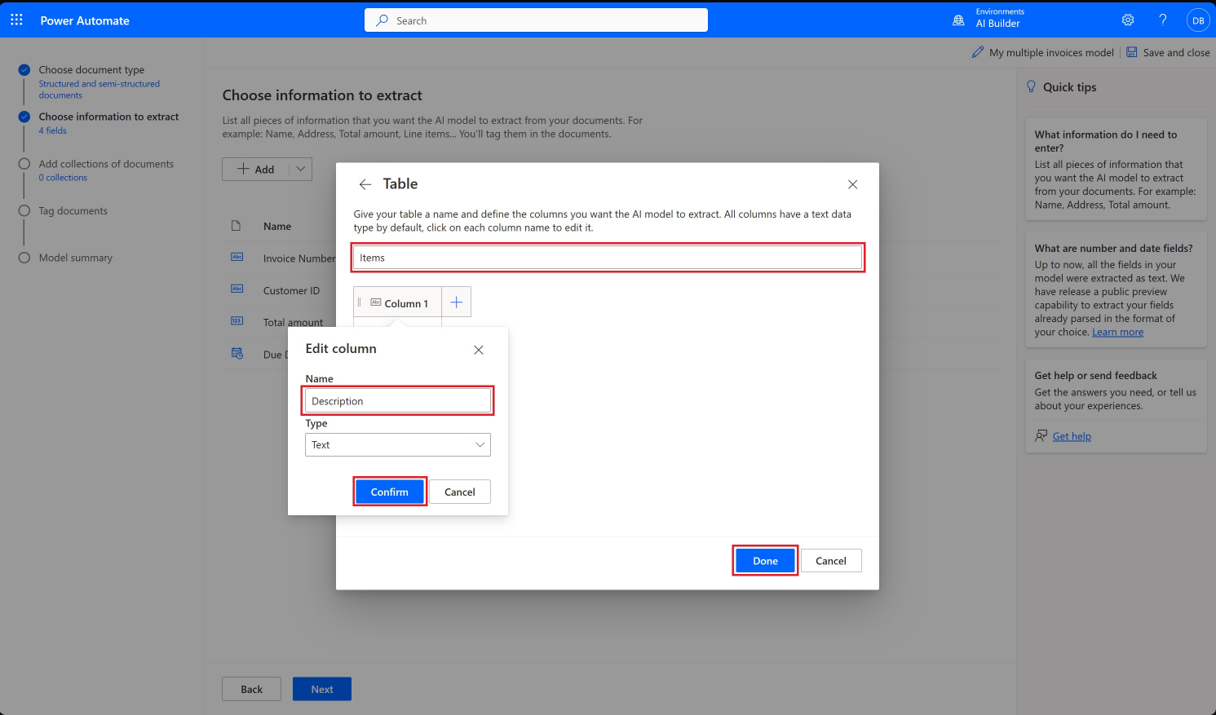 Power Automate
Search
Environments
AI Builder
?
DB
My multiple invoices model
Save and close
Choose document type
Structured and semi-structured
documents
Choose information to extract
4 fields
Add collections of documents
0 collections
Tag documents
Model summary
Choose information to extract
List all pieces of information that you want the AI model to extract from your documents. For
example: Name, Address, Total amount, Line items... You'll tag them in the documents.
Add
Name
Abc Invoice Number
Abc Customer ID
123 Total amount
Due D
Table
Give your table a name and define the columns you want the AI model to extract. All columns have a text data
type by default, click on each column name to edit it.
Items
Abc Column 1
Edit column
Name
Description
Type
Text
Confirm
Cancel
Done
Cancel
Back
Next
Quick tips
What information do I need to
enter?
List all pieces of information that
you want the AI model to extract
from your documents. For example:
Name, Address, Total amount.
What are number and date fields?
Up to now, all the fields in your
model were extracted as text. We
have release a public preview
capability to extract your fields
already parsed in the format of
your choice. Learn more
Get help or send feedback
Get the answers you need, or tell us
about your experiences.
Get help